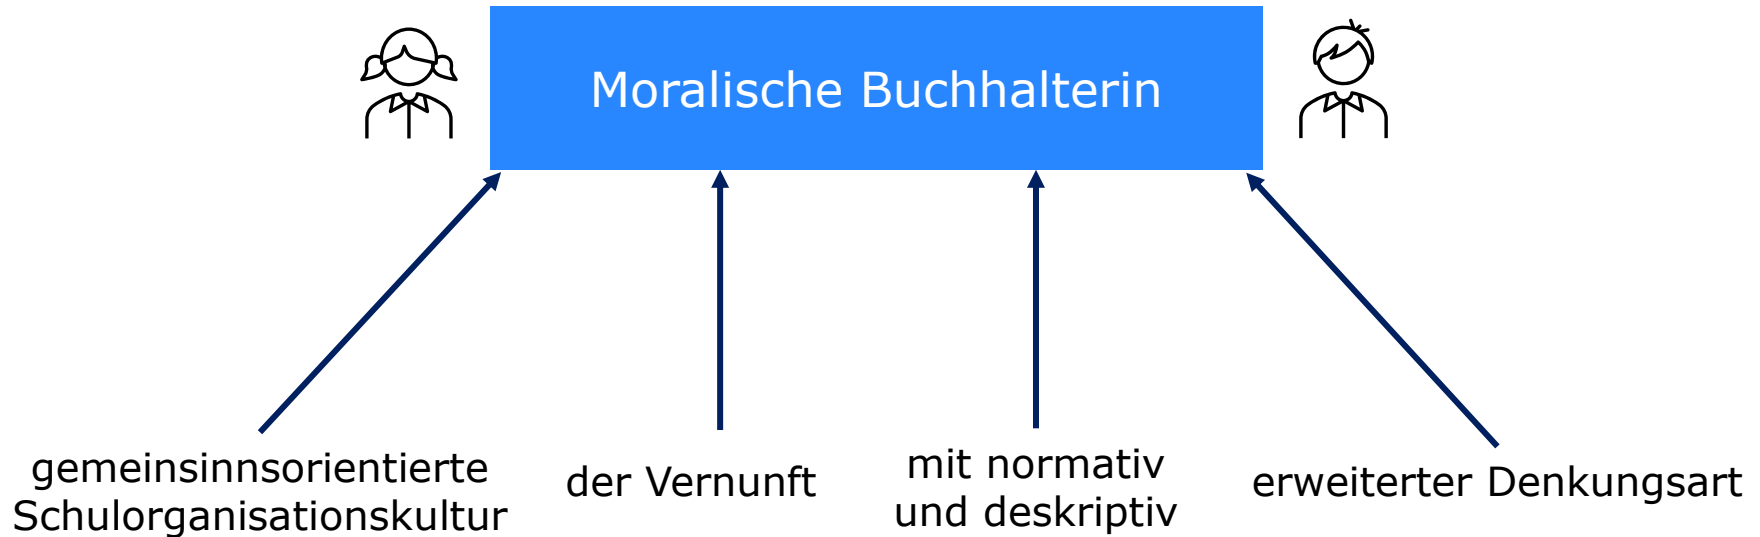 Moralische Buchhalterin
gemeinsinnsorientierte
Schulorganisationskultur
der Vernunft
mit normativ
und deskriptiv
erweiterter Denkungsart